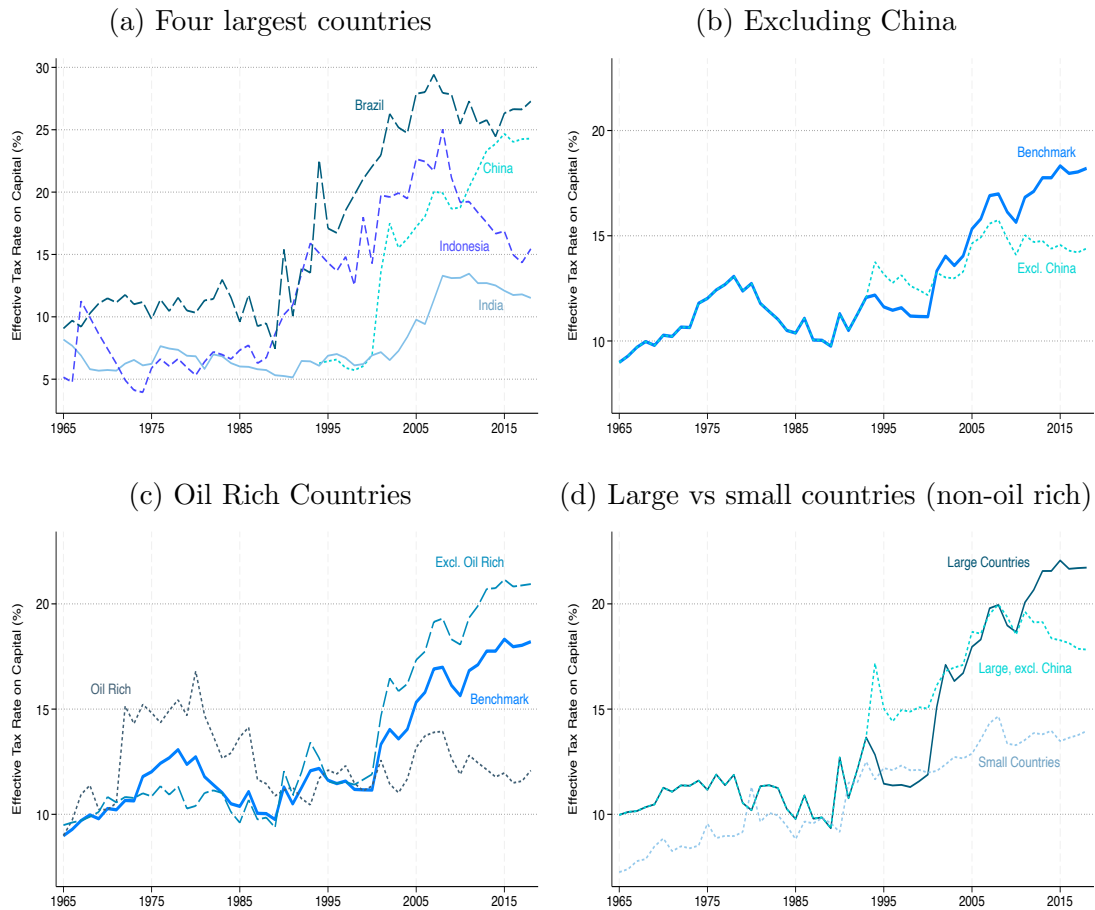 (a) Four largest countries
Effective Tax Rate on Capital (%)
30
25
20
15
10
5
Brazil
China
Indonesia
India
1965 1975 1985 1995 2005 2015
(b) Excluding China
Effective Tax Rate on Capital (%)
20
15
10
Benchmark
Excl. China
1965 1975 1985 1995 2005 2015
(c) Oil Rich Countries
Effective Tax Rate on Capital (%)
20
15
10
Excl. Oil Rich
Oil Rich
Benchmark
1965 1975 1985 1995 2005 2015
(d) Large vs small countries (non-oil rich)
Effective Tax Rate on Capital (%)
20
15
10
Large Countries
Large, excl. China
Small Countries
1965 1975 1985 1995 2005 2015